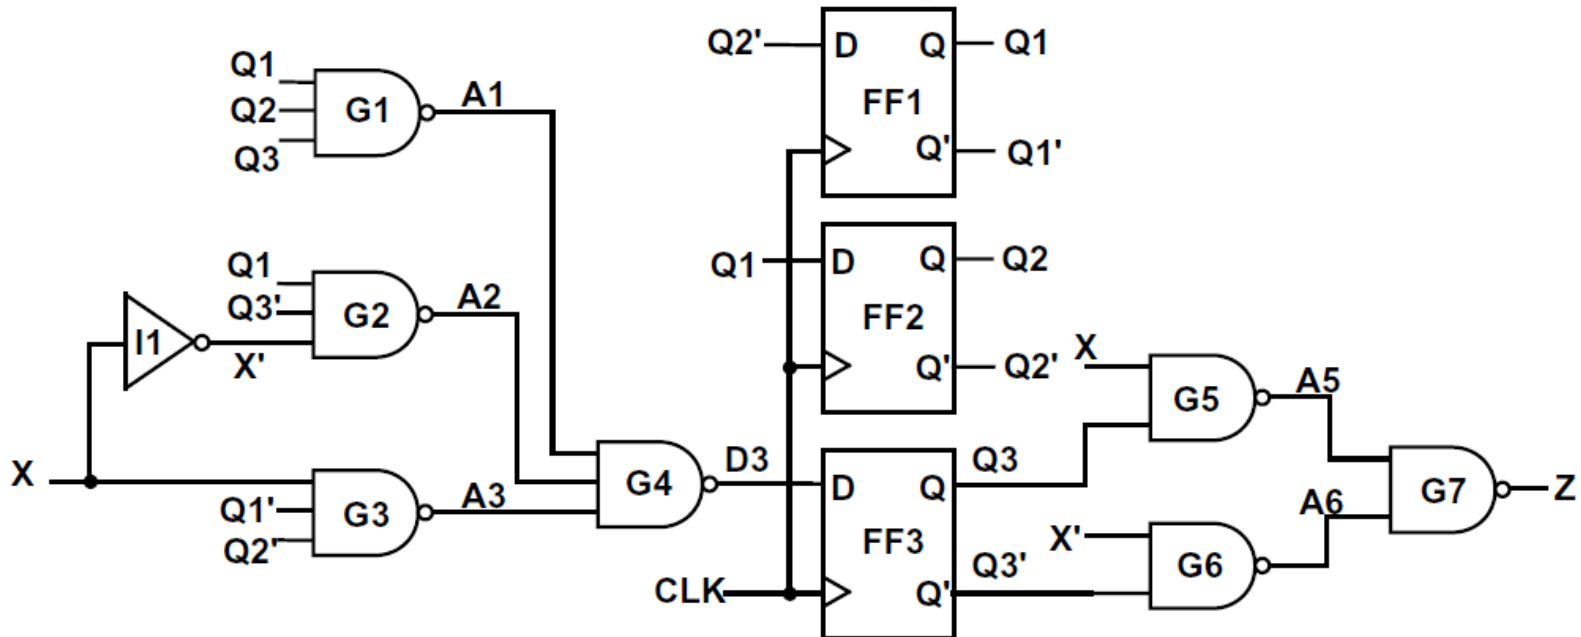 Q1
Q2
Q3
G1
A1
Q2'
D
Q
Q1
FF1
Q'
Q1'
Q1
Q3'
X'
I1
G2
A2
Q1
D
Q
Q2
FF2
Q'
Q2'
X
Q1'
Q2'
G3
A3
G4
D3
D
Q
Q3
FF3
Q'
Q3'
CLK
X
G5
A5
X'
G6
A6
G7
Z